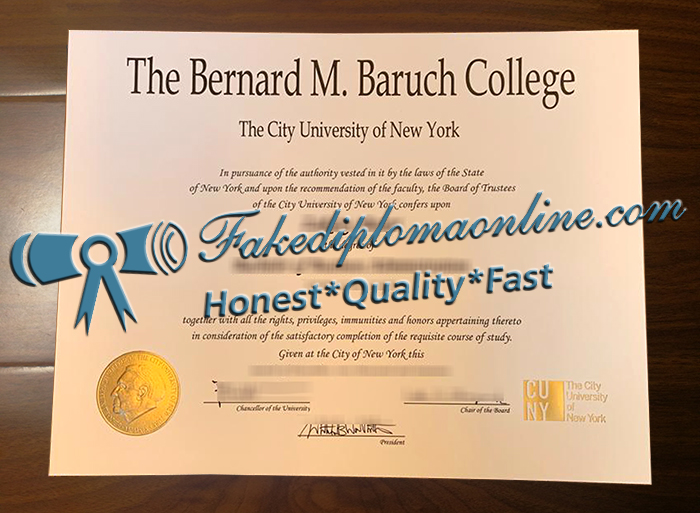 The Bernard M. Baruch College
The City University of New York
In pursuance of the authority vested in it by the laws of the State
of New York and upon the recommendation of the faculty, the Board of Trustees
of the City University of New York confers upon
Fakediplomaonline.com
the degree of
Honest*Quality*Fast
together with all the rights, privileges, immunities and honors appertaining thereto
in consideration of the satisfactory completion of the requisite course of study.
Given at the City of New York this
Chancellor of the University
Chair of the Board
President
CU
NY
The City
University
of
New York